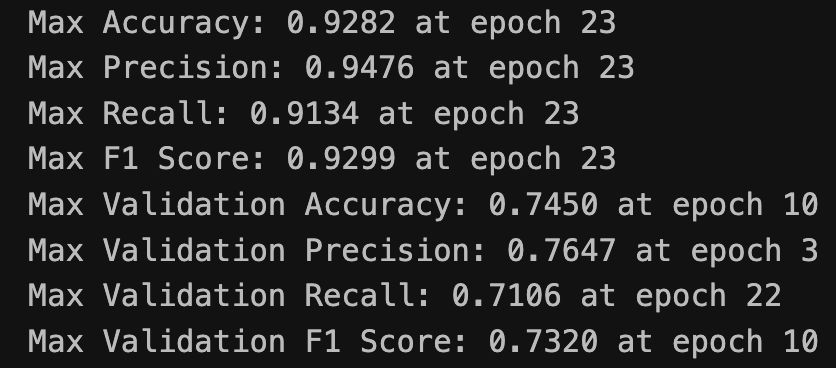 Max Accuracy: 0.9282 at epoch 23
Max Precision: 0.9476 at epoch 23
Max Recall: 0.9134 at epoch 23
Max F1 Score: 0.9299 at epoch 23
Max Validation Accuracy: 0.7450 at epoch 10
Max Validation Precision: 0.7647 at epoch 3
Max Validation Recall: 0.7106 at epoch 22
Max Validation F1 Score: 0.7320 at epoch 10